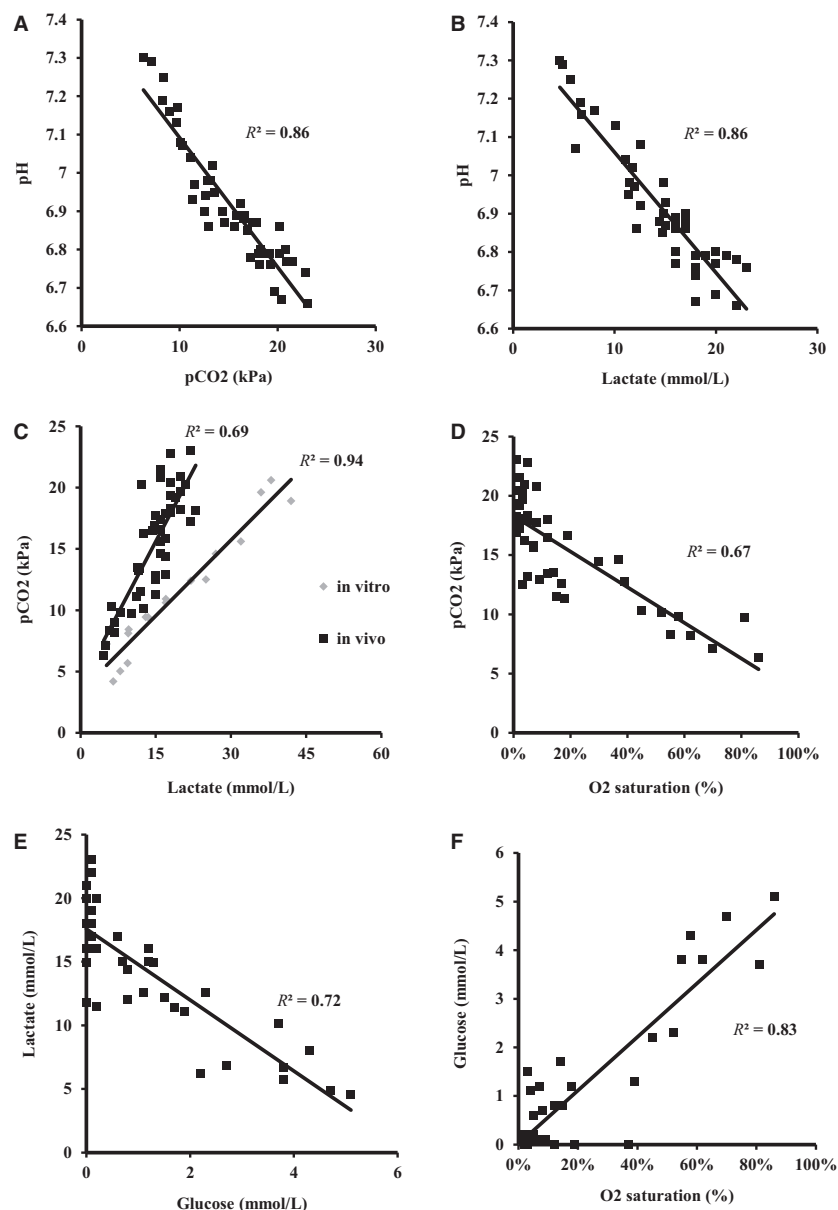 A
7.4
7.3
7.2
7.1
7
6.9
6.8
6.7
6.6
pH
R² = 0.86
0
10
20
30
pCO2 (kPa)
B
7.4
7.3
7.2
7.1
7
6.9
6.8
6.7
6.6
pH
R² = 0.86
0
10
20
30
Lactate (mmol/L)
C
25
20
15
10
5
0
pCO2 (kPa)
R² = 0.69
R² = 0.94
in vitro
in vivo
0
15
30
45
60
Lactate (mmol/L)
D
25
20
15
10
5
0
pCO2 (kPa)
R² = 0.67
0%
20%
40%
60%
80%
100%
O2 saturation (%)
E
25
20
15
10
5
0
Lactate (mmol/L)
R² = 0.72
0
2
4
6
Glucose (mmol/L)
F
6
5
4
3
2
1
0
Glucose (mmol/L)
R² = 0.83
0%
20%
40%
60%
80%
100%
O2 saturation (%)